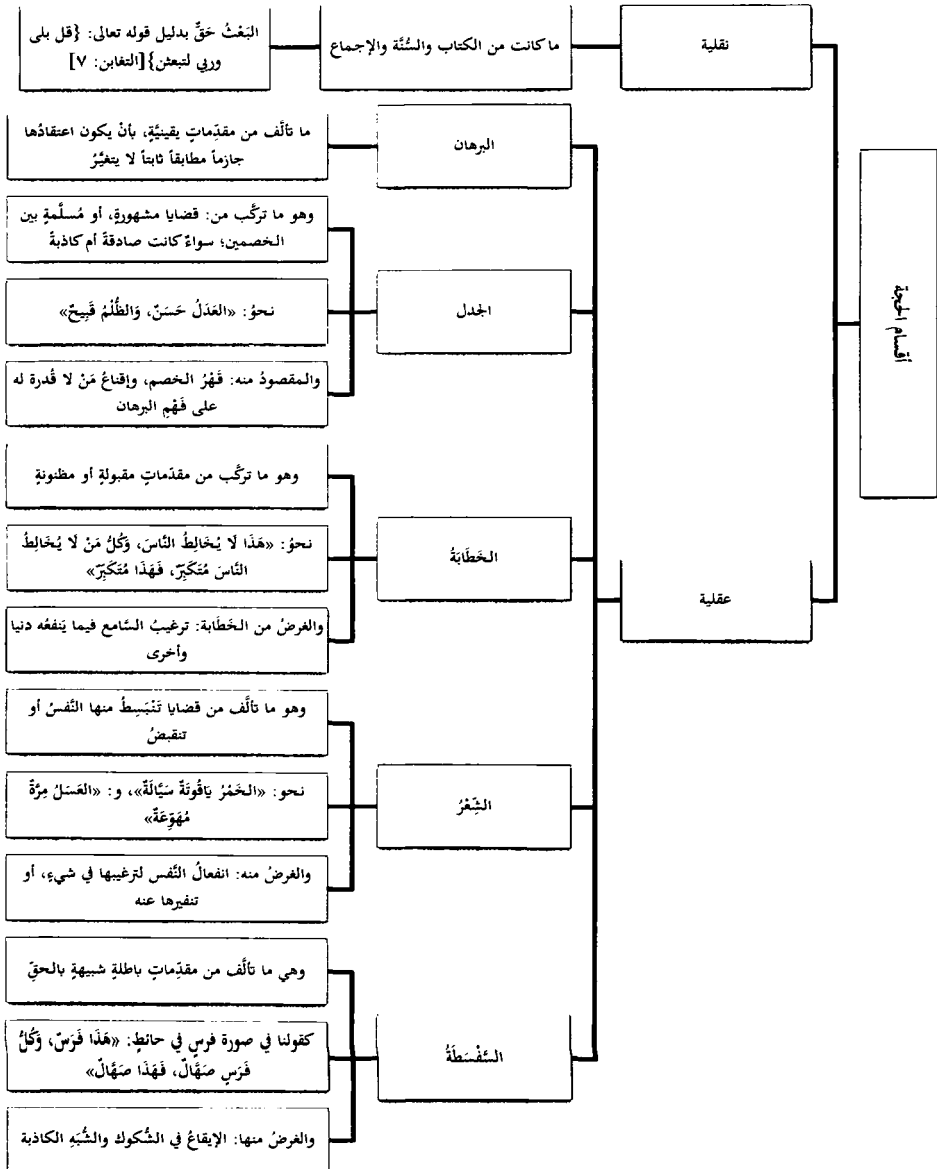 أقسام الحجة
نقلية
ما كانت من الكتاب والسُّنَّة والإجماع
البَعْثُ حَقٌّ بدليل قوله تعالى: {قل بلى
وربي لتبعثن}[التغابن: ٧]
عقلية
البرهان
ما تألَّف من مقدِّماتٍ يقينيَّةٍ، بأنْ يكون اعتقادُها
جازماً مطابقاً ثابتاً لا يتغيَّرُ
الجدل
وهو ما تركَّب من: قضايا مشهورةٍ، أو مُسلَّمةٍ بين
الخصمين؛ سواءٌ كانت صادقةً أم كاذبةً
نحوُ: «العَدَلُ حَسَنٌ، وَالظُّلْمُ قَبِيحٌ»
والمقصودُ منه: قَهْرُ الخصم، وإقناعُ مَنْ لا قُدرة له
على فَهْمِ البرهان
الخَطَابَةُ
وهو ما تركَّب من مقدّماتٍ مقبولةٍ أو مظنونةٍ
نحوُ: «هَذَا لَا يُخَالِطُ النَّاسَ، وَكُلُّ مَنْ لَا يُخَالِطُ
النَّاسَ مُتَكَبِّرٌ، فَهَذَا مُتَكَبِّرٌ»
والغرضُ من الخَطَابة: ترغيبُ السَّامع فيما يَنفعُه دنيا
وأخرى
الشِّعْرُ
وهو ما تألَّف من قضايا تَنْبَسِطُ منها النَّفسُ أو
تنقبضُ
نحو: «الخَمْرُ يَاقُوتَةٌ سَيَّالَةٌ»، و: «العَسَلُ مِرَّةٌ
مُهَوِّعَةٌ»
والغرضُ منه: انفعالُ النَّفس لترغيبها في شيءٍ، أو
تنفيرها عنه
السَّفْسَطَةُ
وهي ما تألَّف من مقدِّماتٍ باطلةٍ شبيهةٍ بالحقِّ
كقولنا في صورة فرسٍ في حائطٍ: «هَذَا فَرَسٌ، وَكُلُّ
فَرَسٍ صَهَّالٌ، فَهَذَا صَهَّالٌ»
والغرضُ منها: الإيقاعُ في الشُّكوك والشُّبَهِ الكاذبة